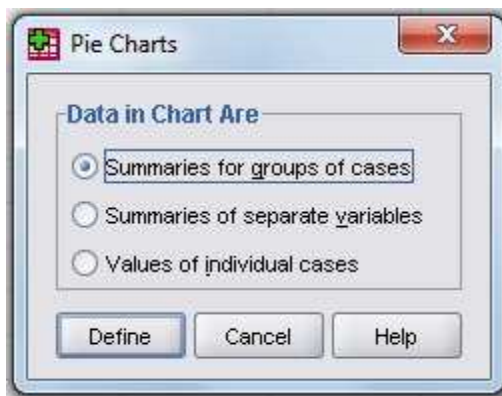 Pie Charts
Data in Chart Are
Summaries for groups of cases
Summaries of separate variables
Values of individual cases
Define Cancel Help